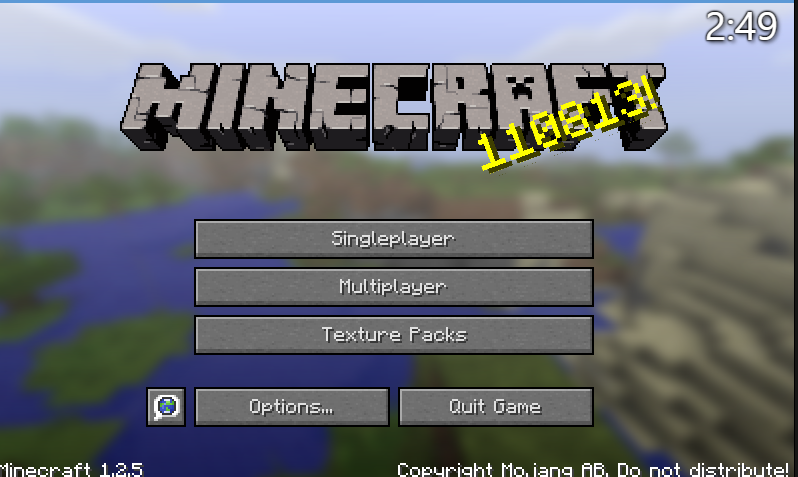 2:49
MINECRAFT
110813!
Singleplayer
Multiplayer
Texture Packs
Options...
Quit Game
Minecraft 1.2.5
Copyright Mojang AB. Do not distribute!